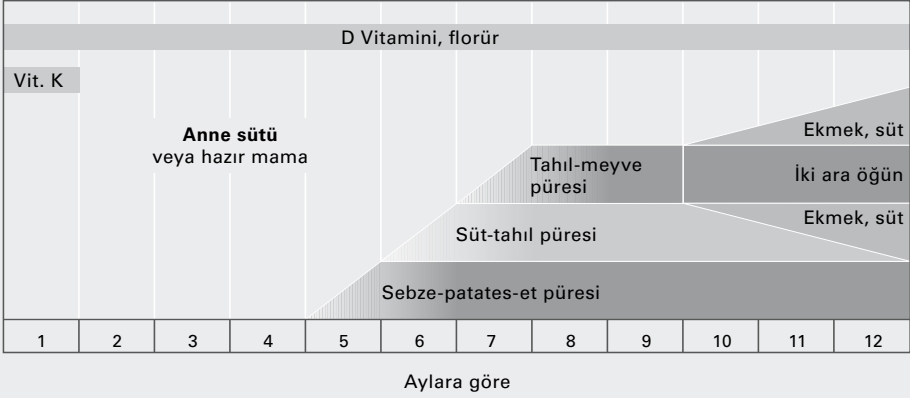 D Vitamini, florür
Vit. K
Anne sütü
veya hazır mama
Ekmek, süt
Tahıl-meyve
püresi
İki ara öğün
Ekmek, süt
Süt-tahıl püresi
Sebze-patates-et püresi
1 2 3 4 5 6 7 8 9 10 11 12
Aylara göre